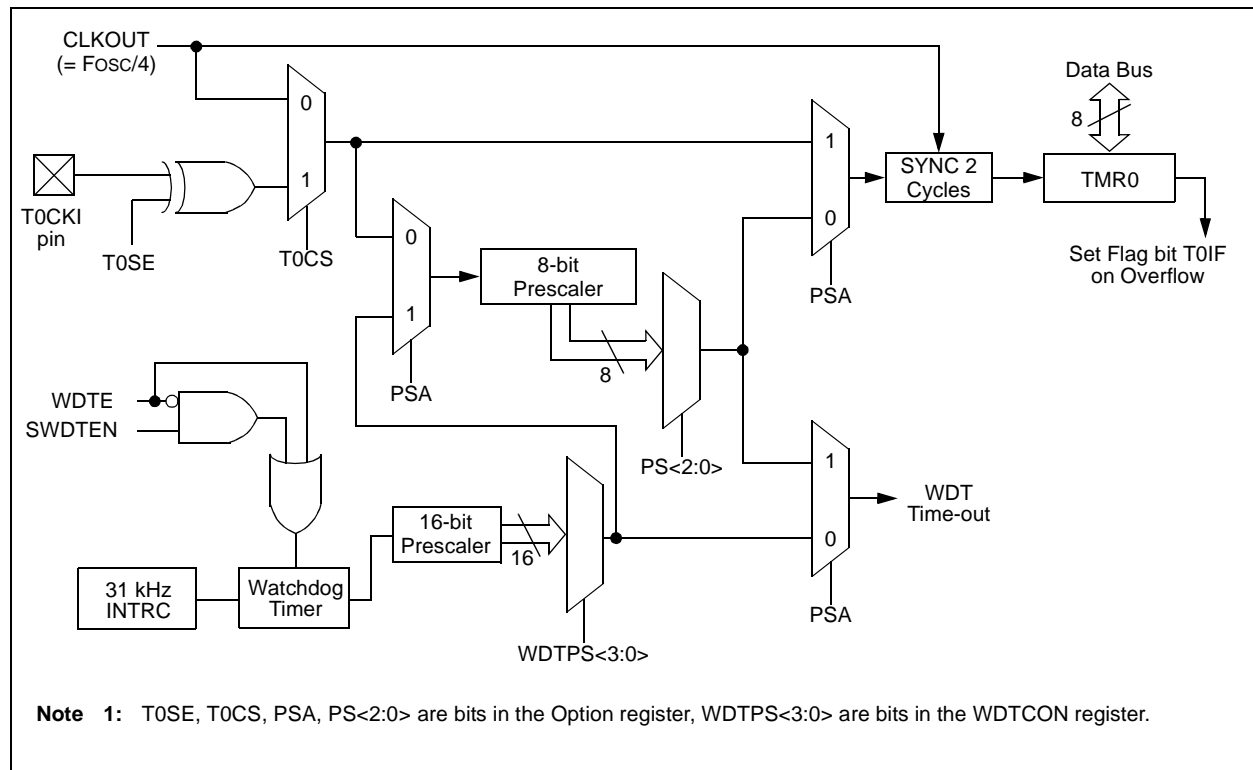 CLKOUT
(= FOSC/4)
Data Bus
8
0
1
T0CKI
pin
T0SE
T0CS
1
0
SYNC 2
Cycles
TMR0
PSA
Set Flag bit T0IF
on Overflow
0
1
8-bit
Prescaler
8
PSA
PS<2:0>
WDTE
SWDTEN
1
0
WDT
Time-out
PSA
16-bit
Prescaler
16
31 kHz
INTRC
Watchdog
Timer
WDTPS<3:0>
Note 1: T0SE, T0CS, PSA, PS<2:0> are bits in the Option register, WDTPS<3:0> are bits in the WDTCON register.